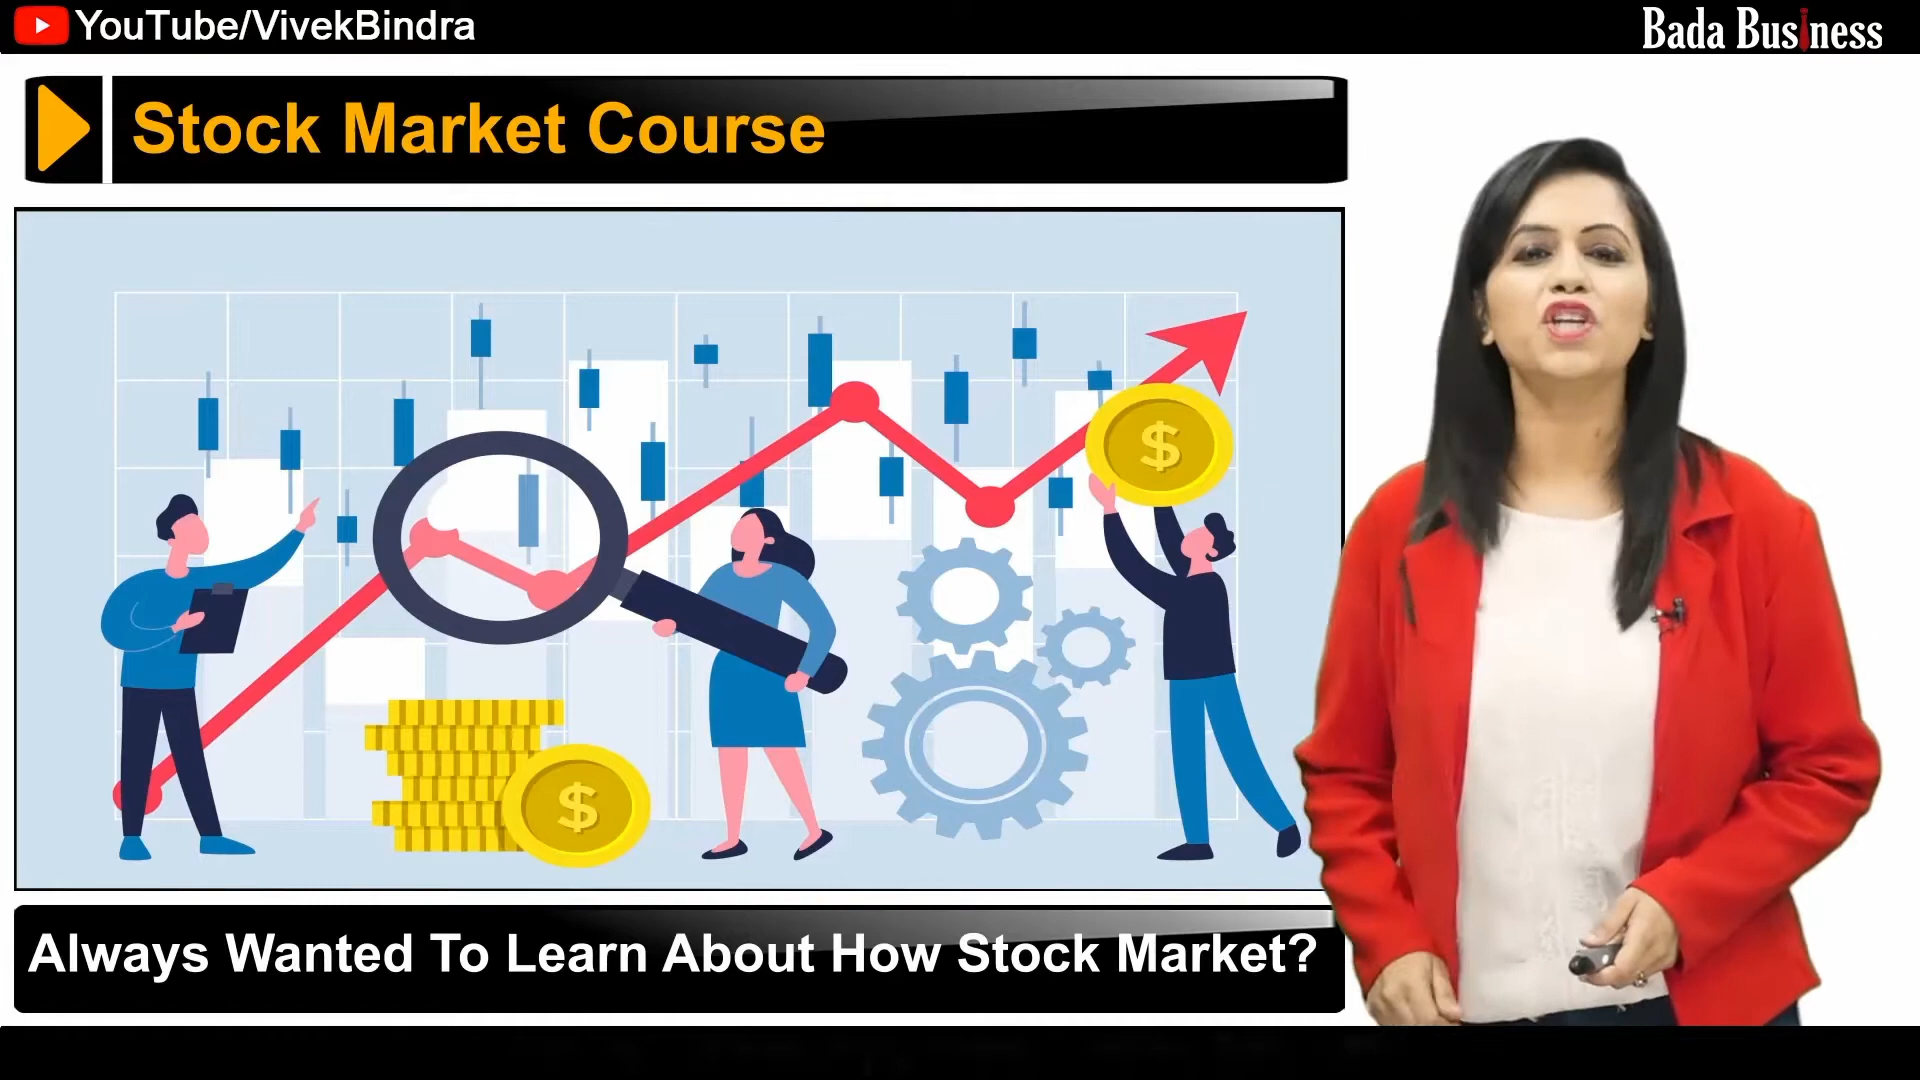 YouTube/VivekBindra
Bada Business
Stock Market Course
$
$
Always Wanted To Learn About How Stock Market?